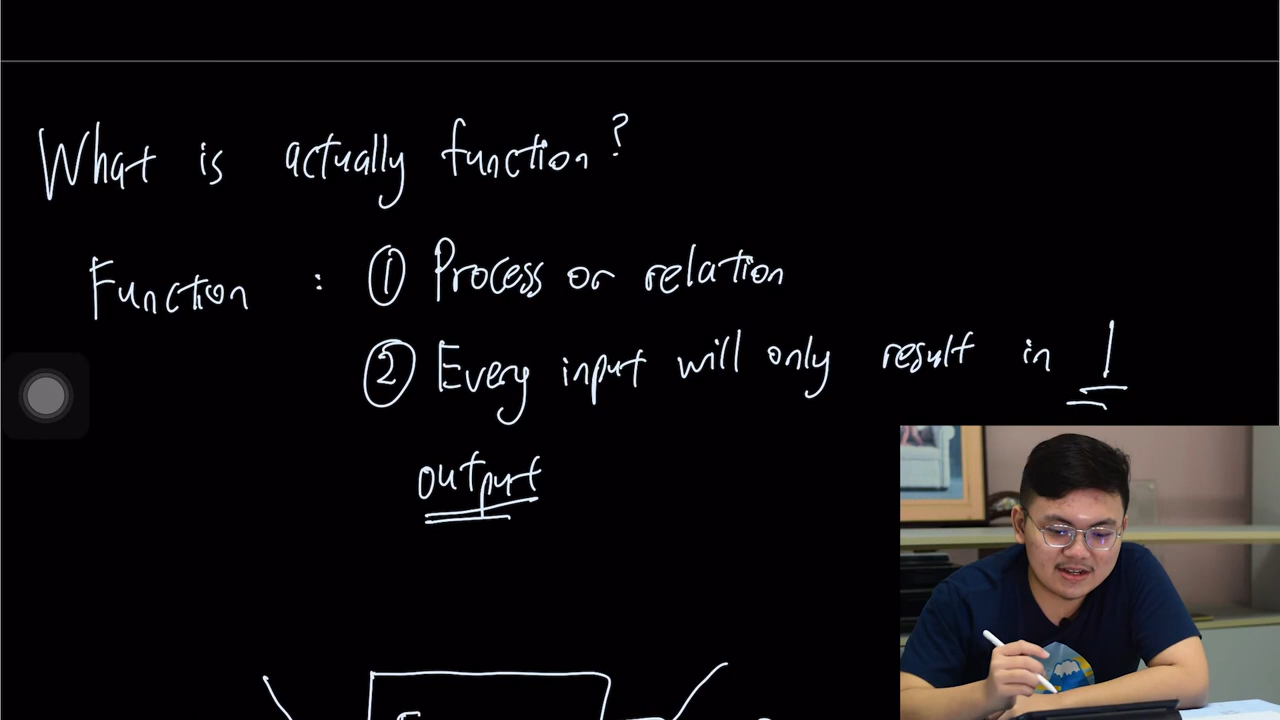 What is actually function?
Function : ① Process or relation
② Every input will only result in 1
output